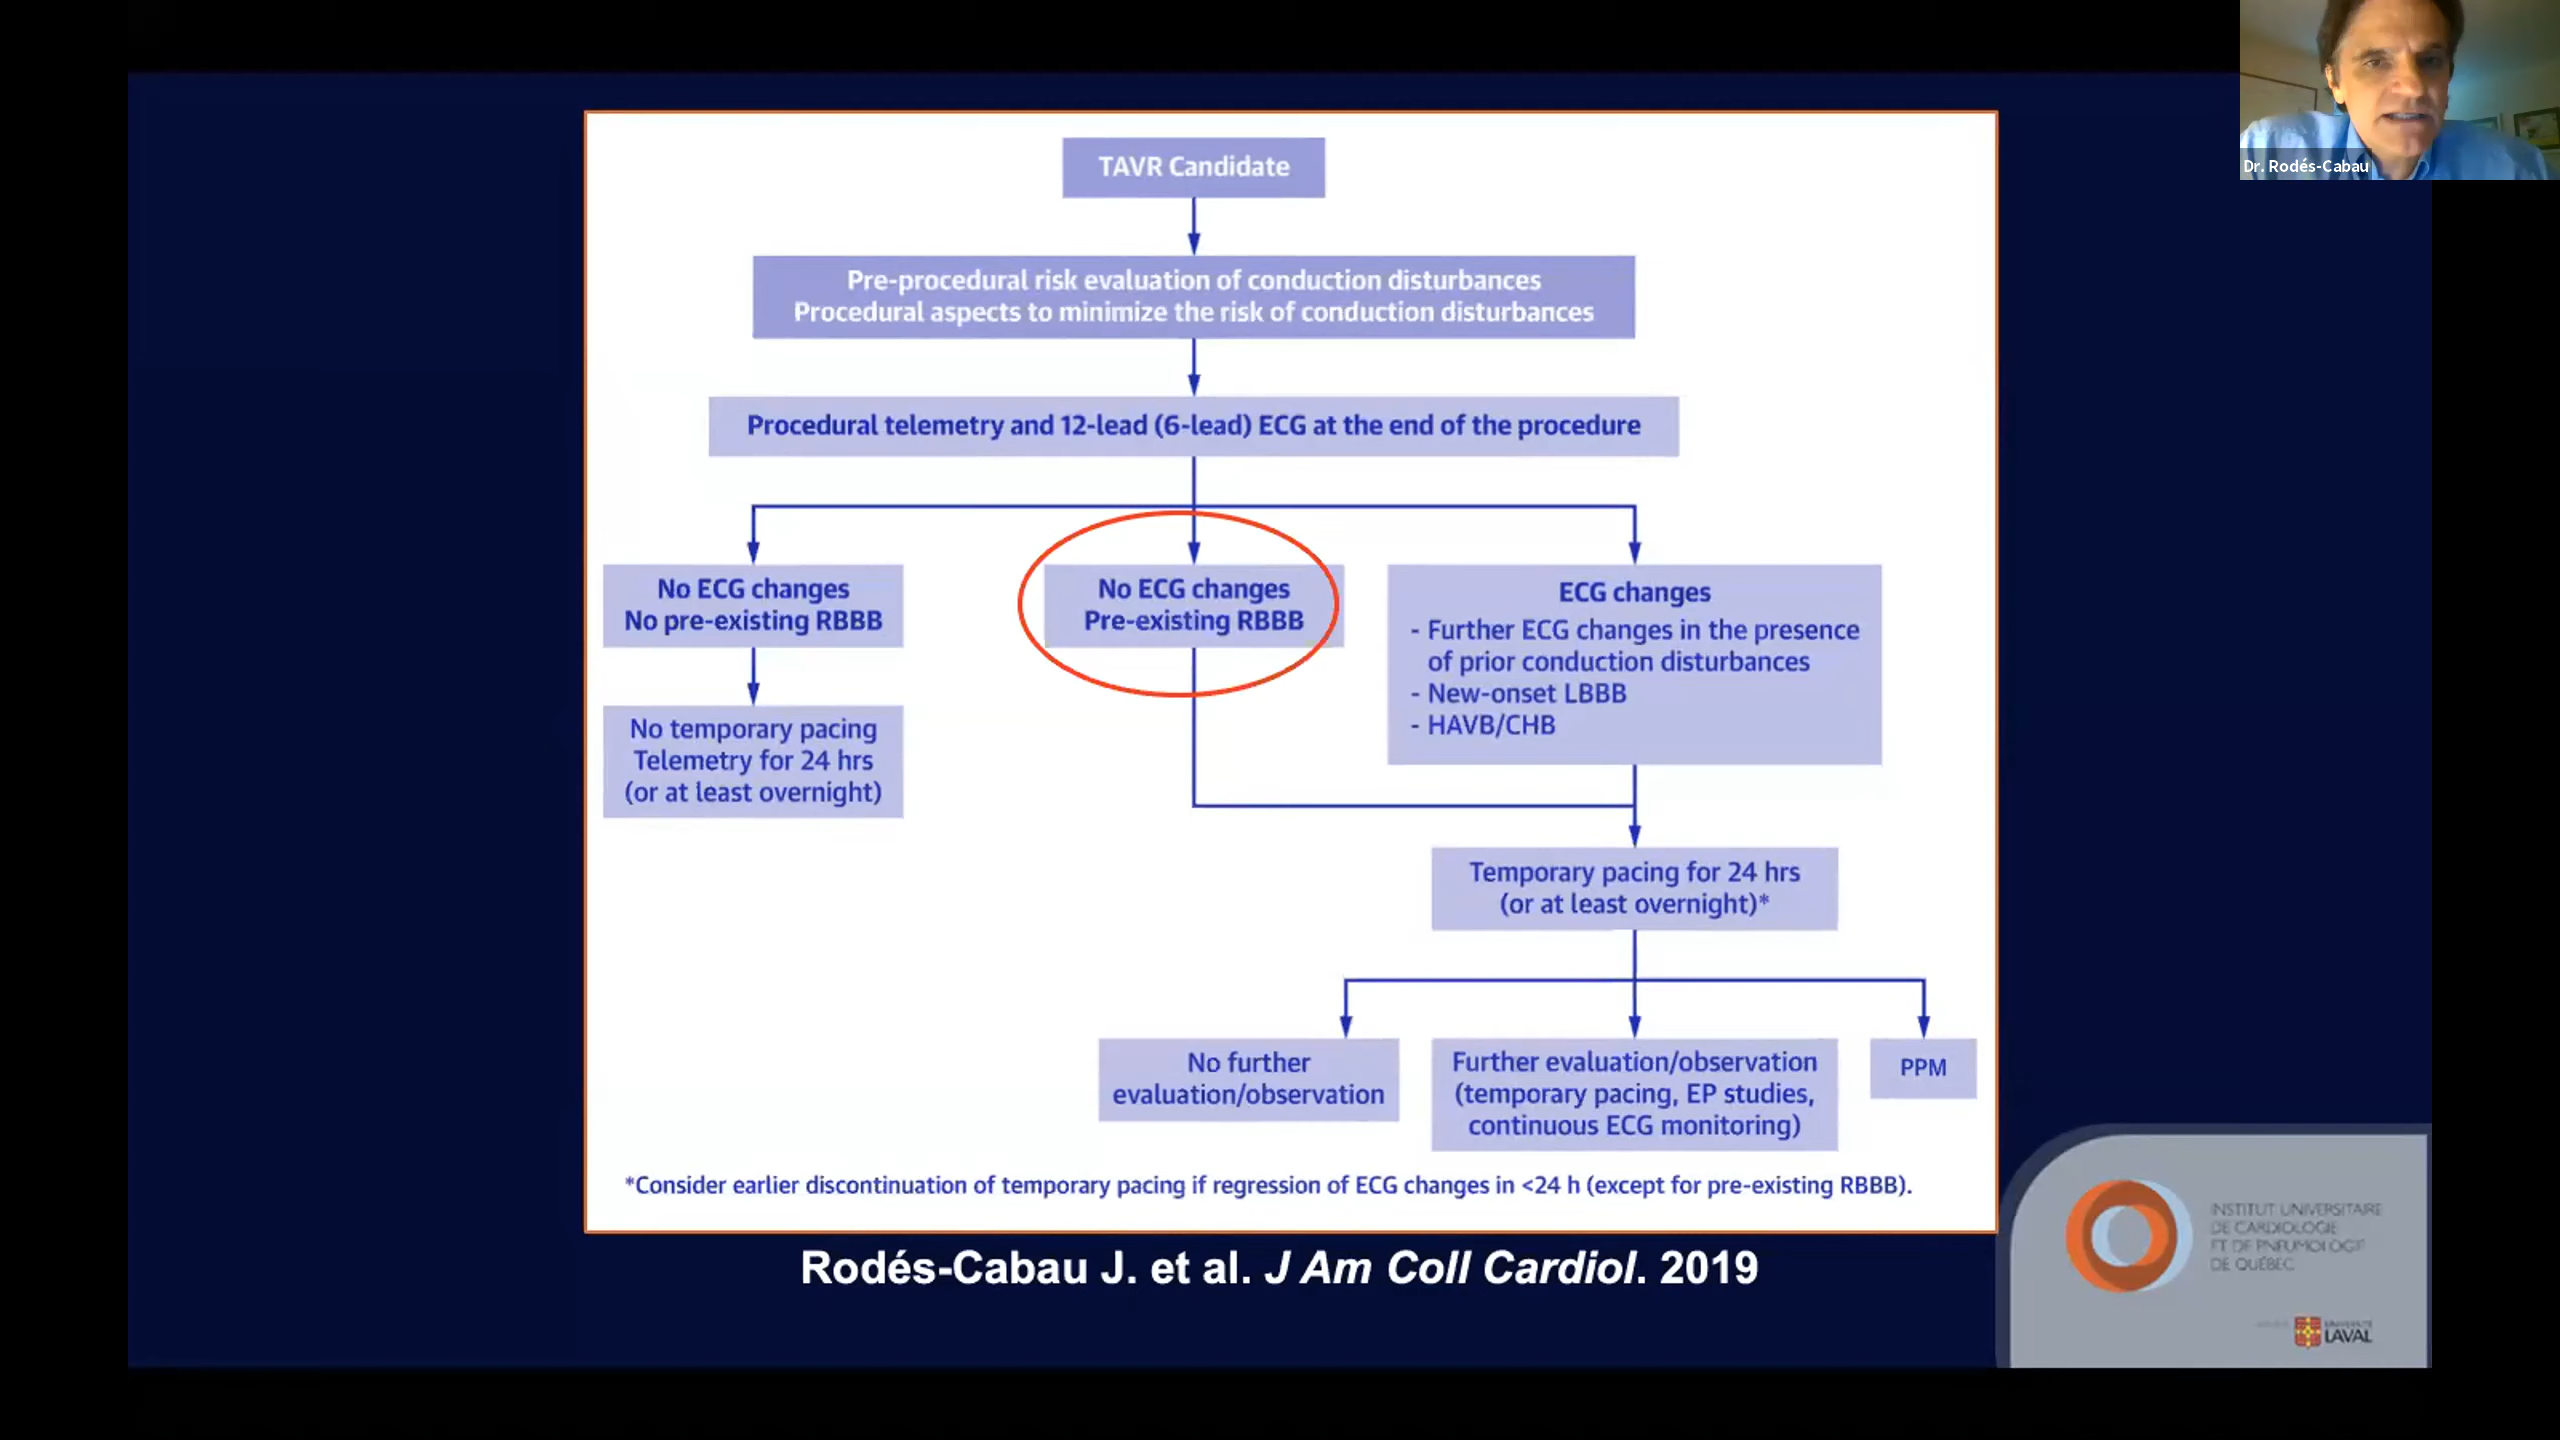 Dr. Rodés-Cabau
TAVR Candidate
Pre-procedural risk evaluation of conduction disturbances
Procedural aspects to minimize the risk of conduction disturbances
Procedural telemetry and 12-lead (6-lead) ECG at the end of the procedure
No ECG changes
No pre-existing RBBB
No ECG changes
Pre-existing RBBB
ECG changes
- Further ECG changes in the presence
of prior conduction disturbances
- New-onset LBBB
- HAVB/CHB
No temporary pacing
Telemetry for 24 hrs
(or at least overnight)
Temporary pacing for 24 hrs
(or at least overnight)*
No further
evaluation/observation
Further evaluation/observation
(temporary pacing, EP studies,
continuous ECG monitoring)
PPM
*Consider earlier discontinuation of temporary pacing if regression of ECG changes in <24 h (except for pre-existing RBBB).
Rodés-Cabau J. et al. J Am Coll Cardiol. 2019
INSTITUT UNIVERSITAIRE
DE CARDIOLOGIE
ET DE PNEUMOLOGIE
DE QUÉBEC
UNIVERSITÉ
LAVAL